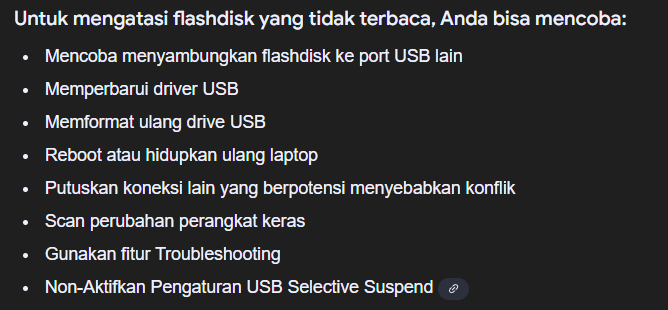 Untuk mengatasi flashdisk yang tidak terbaca, Anda bisa mencoba:
• Mencoba menyambungkan flashdisk ke port USB lain
• Memperbarui driver USB
• Memformat ulang drive USB
• Reboot atau hidupkan ulang laptop
• Putuskan koneksi lain yang berpotensi menyebabkan konflik
• Scan perubahan perangkat keras
• Gunakan fitur Troubleshooting
• Non-Aktifkan Pengaturan USB Selective Suspend